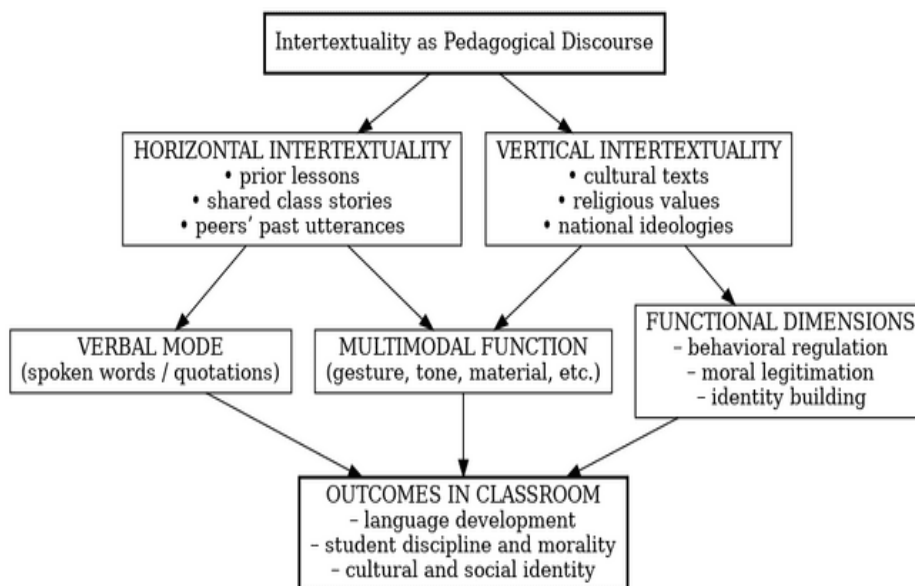 Intertextuality as Pedagogical Discourse
HORIZONTAL INTERTEXTUALITY
• prior lessons
• shared class stories
• peers’ past utterances
VERTICAL INTERTEXTUALITY
• cultural texts
• religious values
• national ideologies
VERBAL MODE
(spoken words / quotations)
MULTIMODAL FUNCTION
(gesture, tone, material, etc.)
FUNCTIONAL DIMENSIONS
– behavioral regulation
– moral legitimation
– identity building
OUTCOMES IN CLASSROOM
– language development
– student discipline and morality
– cultural and social identity